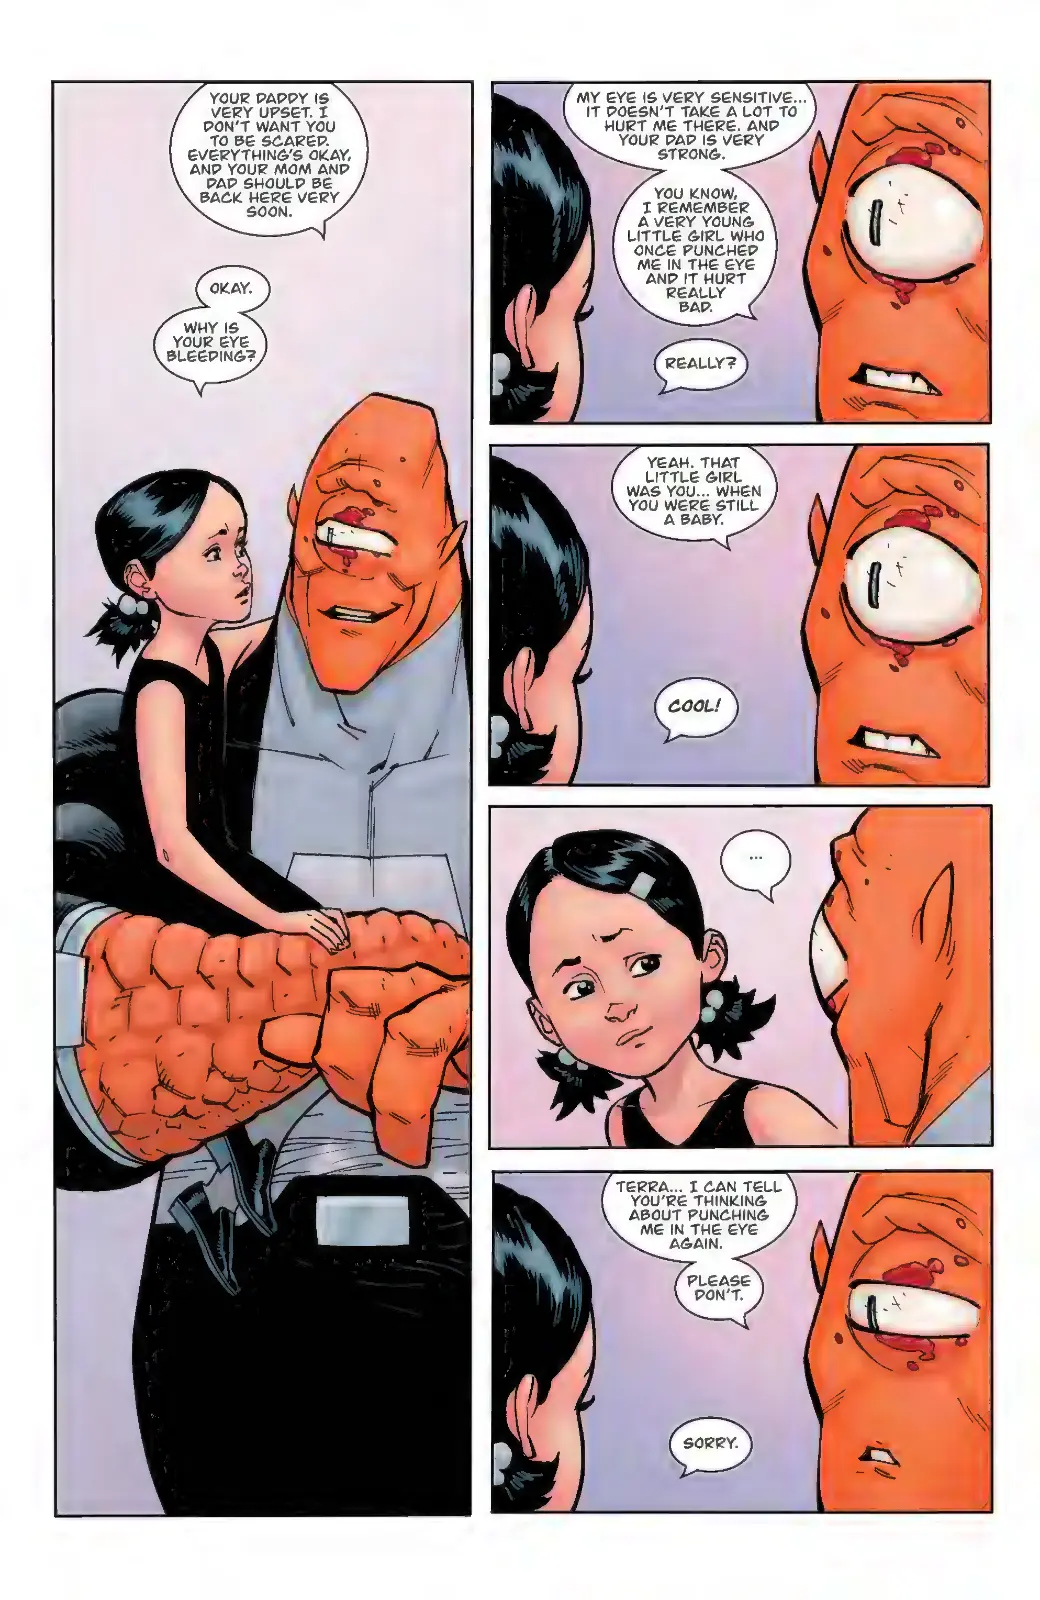 YOUR DADDY IS
VERY UPSET. I
DON'T WANT YOU
TO BE SCARED.
EVERYTHING'S OKAY,
AND YOUR MOM AND
DAD SHOULD BE
BACK HERE VERY
SOON.
OKAY.
WHY IS
YOUR EYE
BLEEDING?
MY EYE IS VERY SENSITIVE...
IT DOESN'T TAKE A LOT TO
HURT ME THERE. AND
YOUR DAD IS VERY
STRONG.
YOU KNOW,
I REMEMBER
A VERY YOUNG
LITTLE GIRL WHO
ONCE PUNCHED
ME IN THE EYE
AND IT HURT
REALLY
BAD.
REALLY?
YEAH. THAT
LITTLE GIRL
WAS YOU... WHEN
YOU WERE STILL
A BABY.
COOL!
...
TERRA... I CAN TELL
YOU'RE THINKING
ABOUT PUNCHING
ME IN THE EYE
AGAIN.
PLEASE
DON'T.
SORRY.